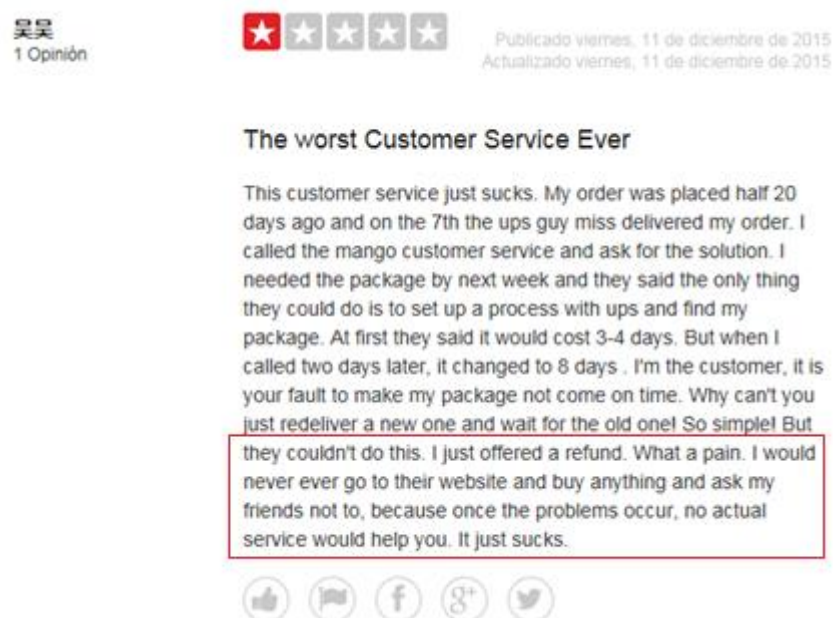 吴昊
1 Opinión
Publicado viernes, 11 de diciembre de 2015
Actualizado viernes, 11 de diciembre de 2015
The worst Customer Service Ever
This customer service just sucks. My order was placed half 20
days ago and on the 7th the ups guy miss delivered my order. I
called the mango customer service and ask for the solution. I
needed the package by next week and they said the only thing
they could do is to set up a process with ups and find my
package. At first they said it would cost 3-4 days. But when I
called two days later, it changed to 8 days . I'm the customer, it is
your fault to make my package not come on time. Why can't you
just redeliver a new one and wait for the old one! So simple! But
they couldn't do this. I just offered a refund. What a pain. I would
never ever go to their website and buy anything and ask my
friends not to, because once the problems occur, no actual
service would help you. It just sucks.
f
g+